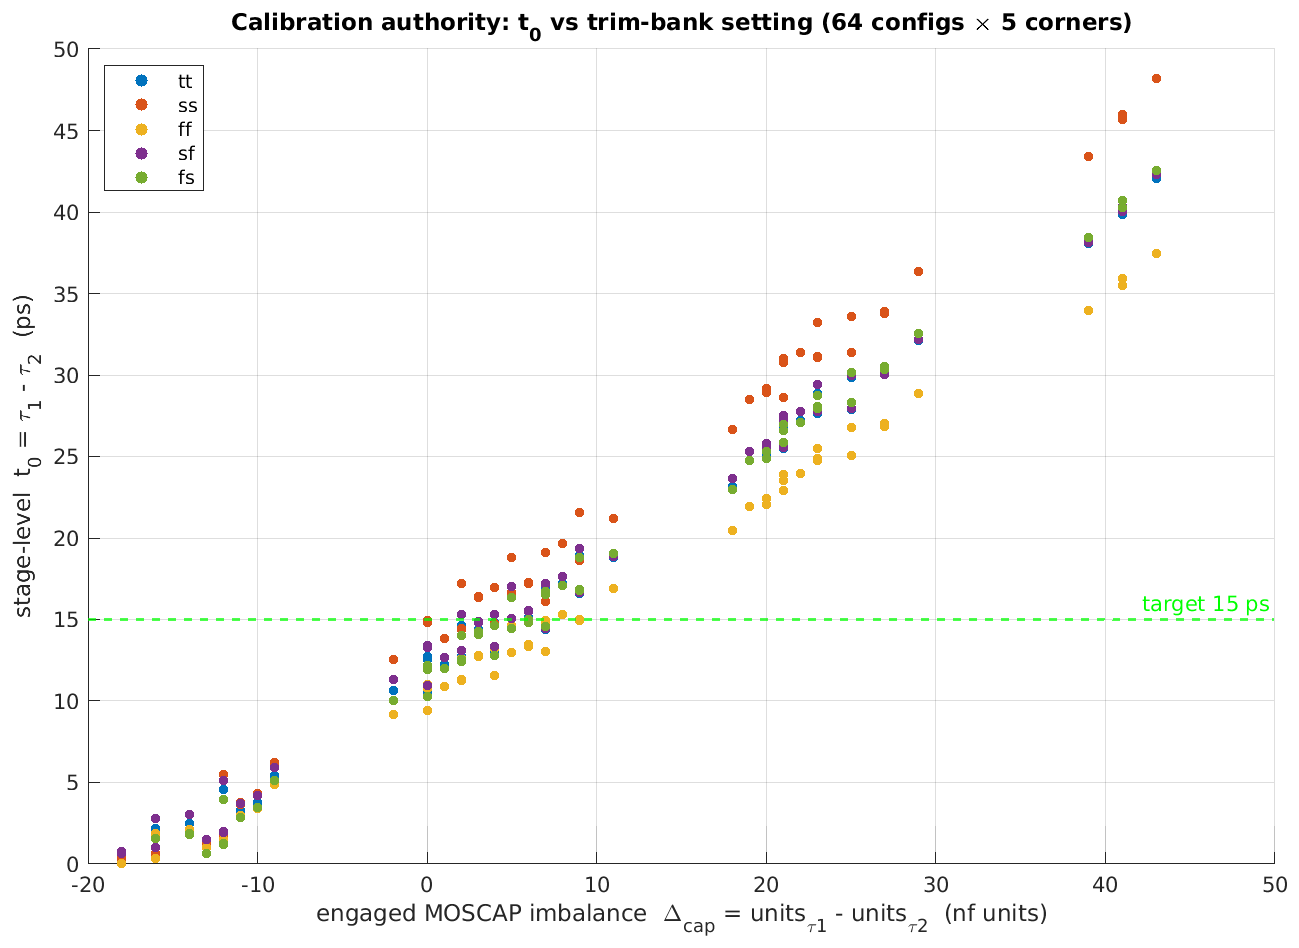 Calibration authority: t₀ vs trim-bank setting (64 configs × 5 corners)
50
45
40
35
30
25
20
15
10
5
0
tt
ss
ff
sf
fs
target 15 ps
stage-level t₀ = τ₁ - τ₂ (ps)
-20 -10 0 10 20 30 40 50
engaged MOSCAP imbalance Δcap = unitsτ1 - unitsτ2 (nf units)